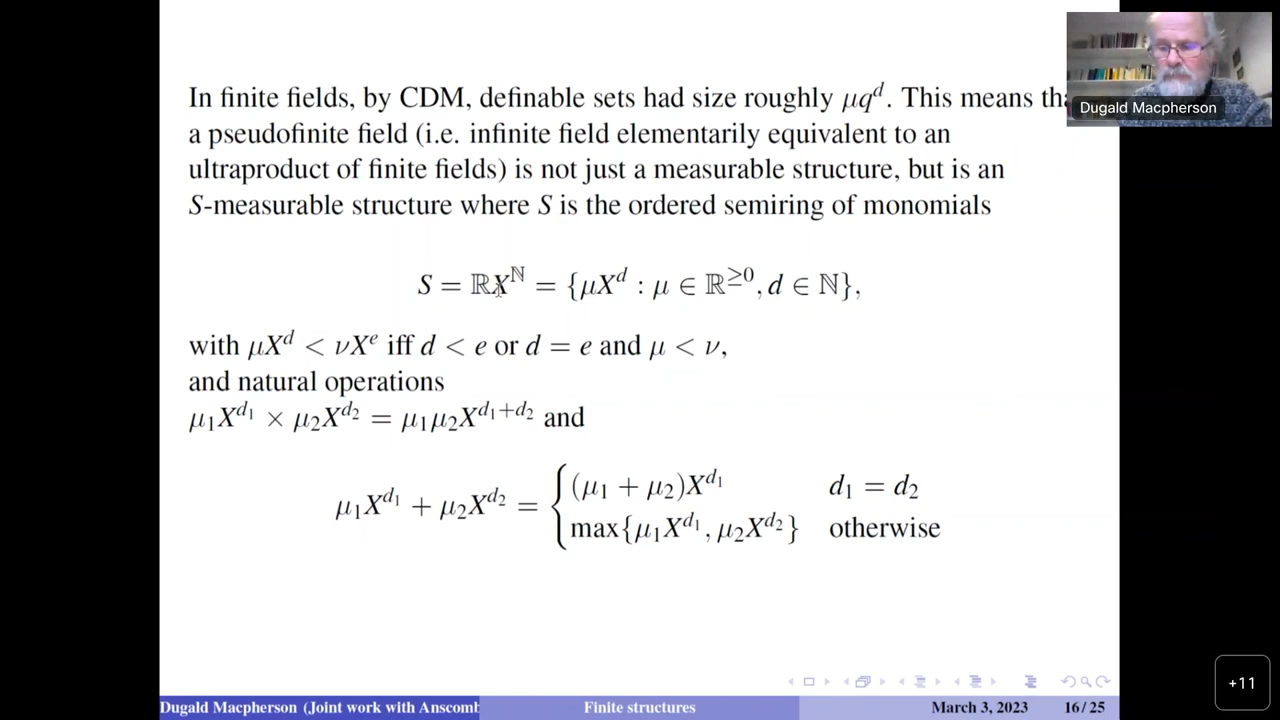 In finite fields, by CDM, definable sets had size roughly μq^d. This means
a pseudofinite field (i.e. infinite field elementarily equivalent to an
ultraproduct of finite fields) is not just a measurable structure, but is an
S-measurable structure where S is the ordered semiring of monomials
S = ℝX^ℕ = {μX^d : μ ∈ ℝ^≥0, d ∈ ℕ},
with μX^d < νX^e iff d < e or d = e and μ < ν,
and natural operations
μ₁X^d₁ × μ₂X^d₂ = μ₁μ₂X^d₁+d₂ and
μ₁X^d₁ + μ₂X^d₂ = { (μ₁ + μ₂)X^d₁ d₁ = d₂
max{μ₁X^d₁, μ₂X^d₂} otherwise
Dugald Macpherson
+11
Dugald Macpherson (Joint work with Anscomb
Finite structures
March 3, 2023 16/25